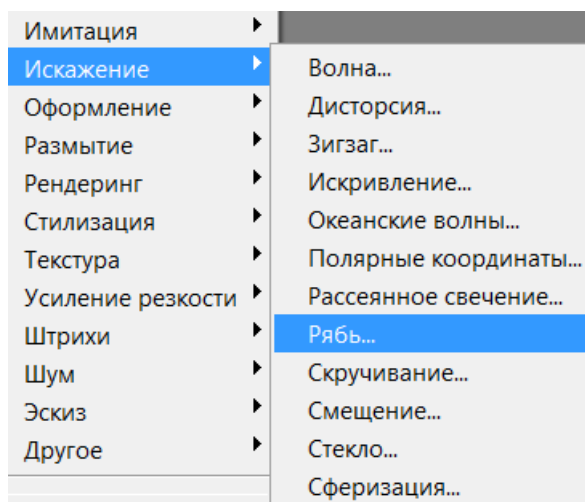 Имитация
Искажение
Оформление
Размытие
Рендеринг
Стилизация
Текстура
Усиление резкости
Штрихи
Шум
Эскиз
Другое
Волна...
Дисторсия...
Зигзаг...
Искривление...
Океанские волны...
Полярные координаты...
Рассеянное свечение...
Рябь...
Скручивание...
Смещение...
Стекло...
Сферизация...